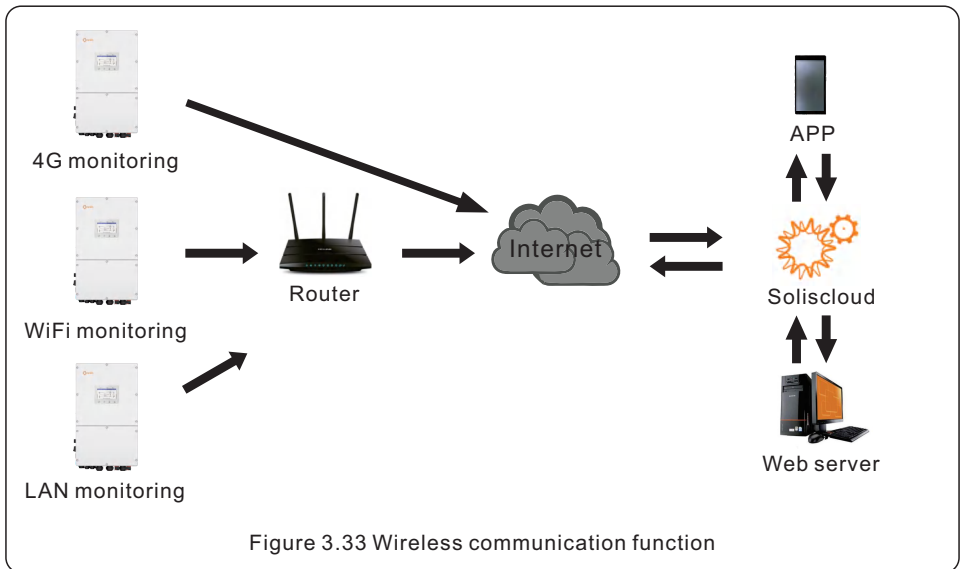 4G monitoring
WiFi monitoring
LAN monitoring
Router
Internet
APP
Soliscloud
Web server
Figure 3.33 Wireless communication function